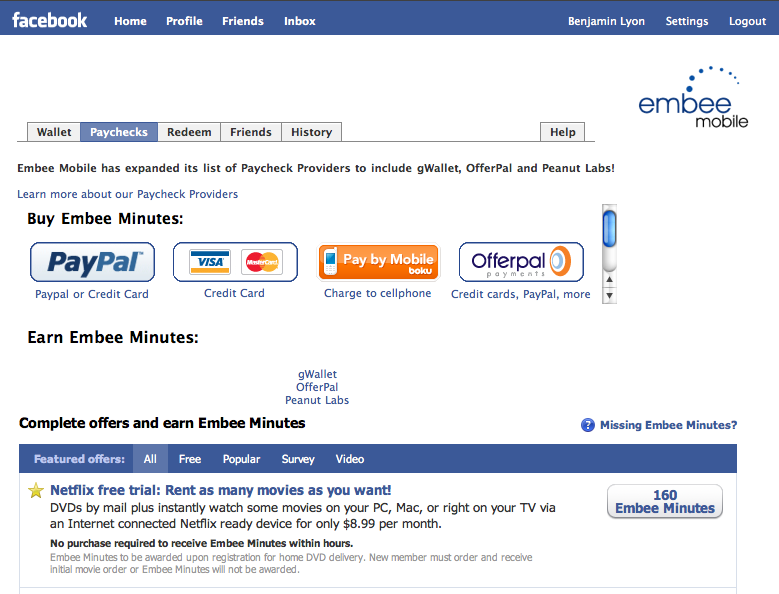 facebook Home Profile Friends Inbox Benjamin Lyon Settings Logout
embee
mobile
Wallet Paychecks Redeem Friends History Help
Embee Mobile has expanded its list of Paycheck Providers to include gWallet, OfferPal and Peanut Labs!
Learn more about our Paycheck Providers
Buy Embee Minutes:
PayPal VISA MasterCard Pay by Mobile boku Offerpal payments
Paypal or Credit Card Credit Card Charge to cellphone Credit cards, PayPal, more
Earn Embee Minutes:
gWallet
OfferPal
Peanut Labs
Complete offers and earn Embee Minutes ? Missing Embee Minutes?
Featured offers: All Free Popular Survey Video
Netflix free trial: Rent as many movies as you want!
160
Embee Minutes
DVDs by mail plus instantly watch some movies on your PC, Mac, or right on your TV via
an Internet connected Netflix ready device for only $8.99 per month.
No purchase required to receive Embee Minutes within hours.
Embee Minutes to be awarded upon registration for home DVD delivery. New member must order and receive
initial movie order or Embee Minutes will not be awarded.